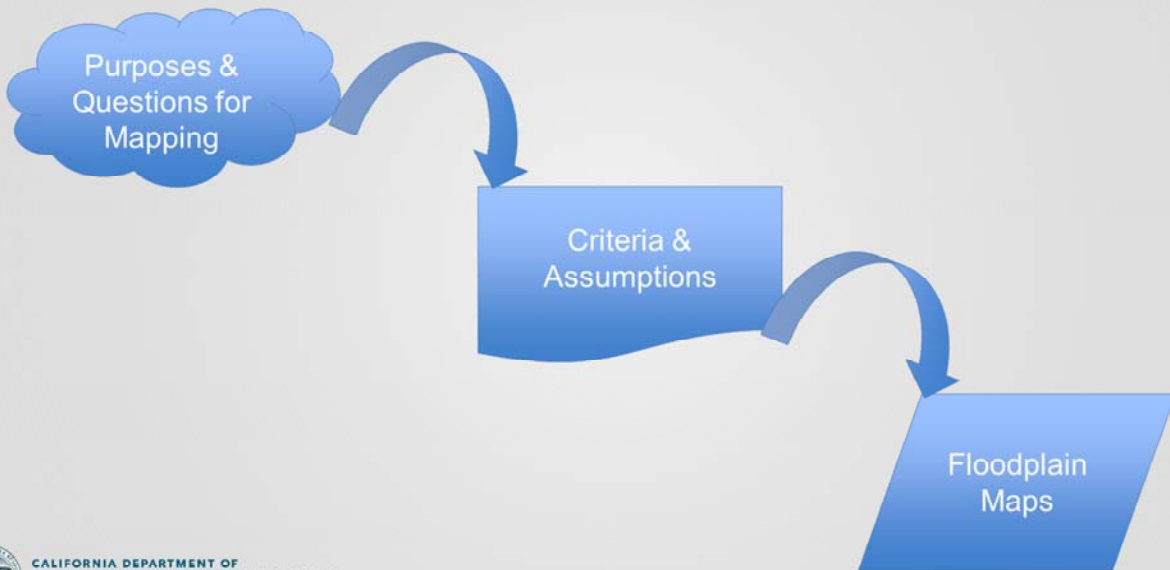 Purposes &
Questions for
Mapping
Criteria &
Assumptions
Floodplain
Maps
CALIFORNIA DEPARTMENT OF